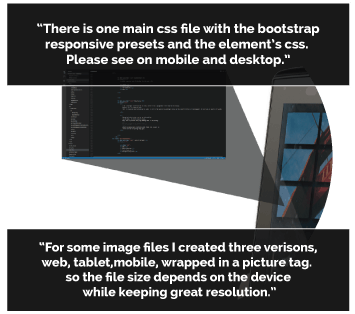 “There is one main css file with the bootstrap
responsive presets and the element's css.
Please see on mobile and desktop.”
“For some image files I created three verisons,
web, tablet,mobile, wrapped in a picture tag.
so the file size depends on the device
while keeping great resolution.”